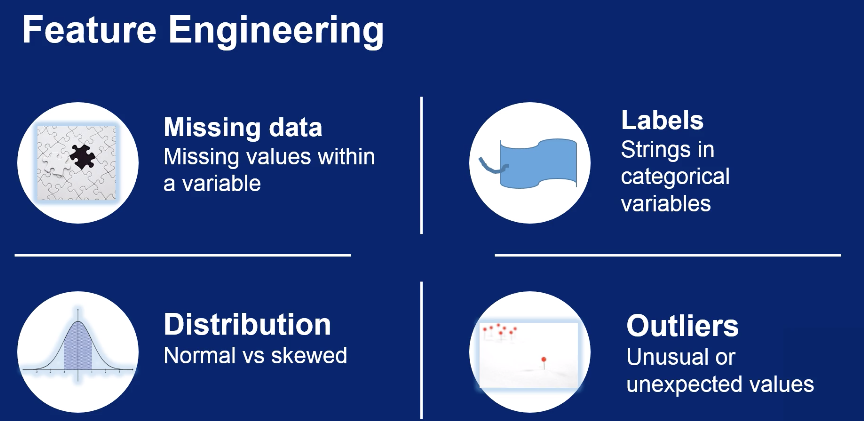 Feature Engineering
Missing data
Missing values within
a variable
Labels
Strings in
categorical
variables
Distribution
Normal vs skewed
Outliers
Unusual or
unexpected values